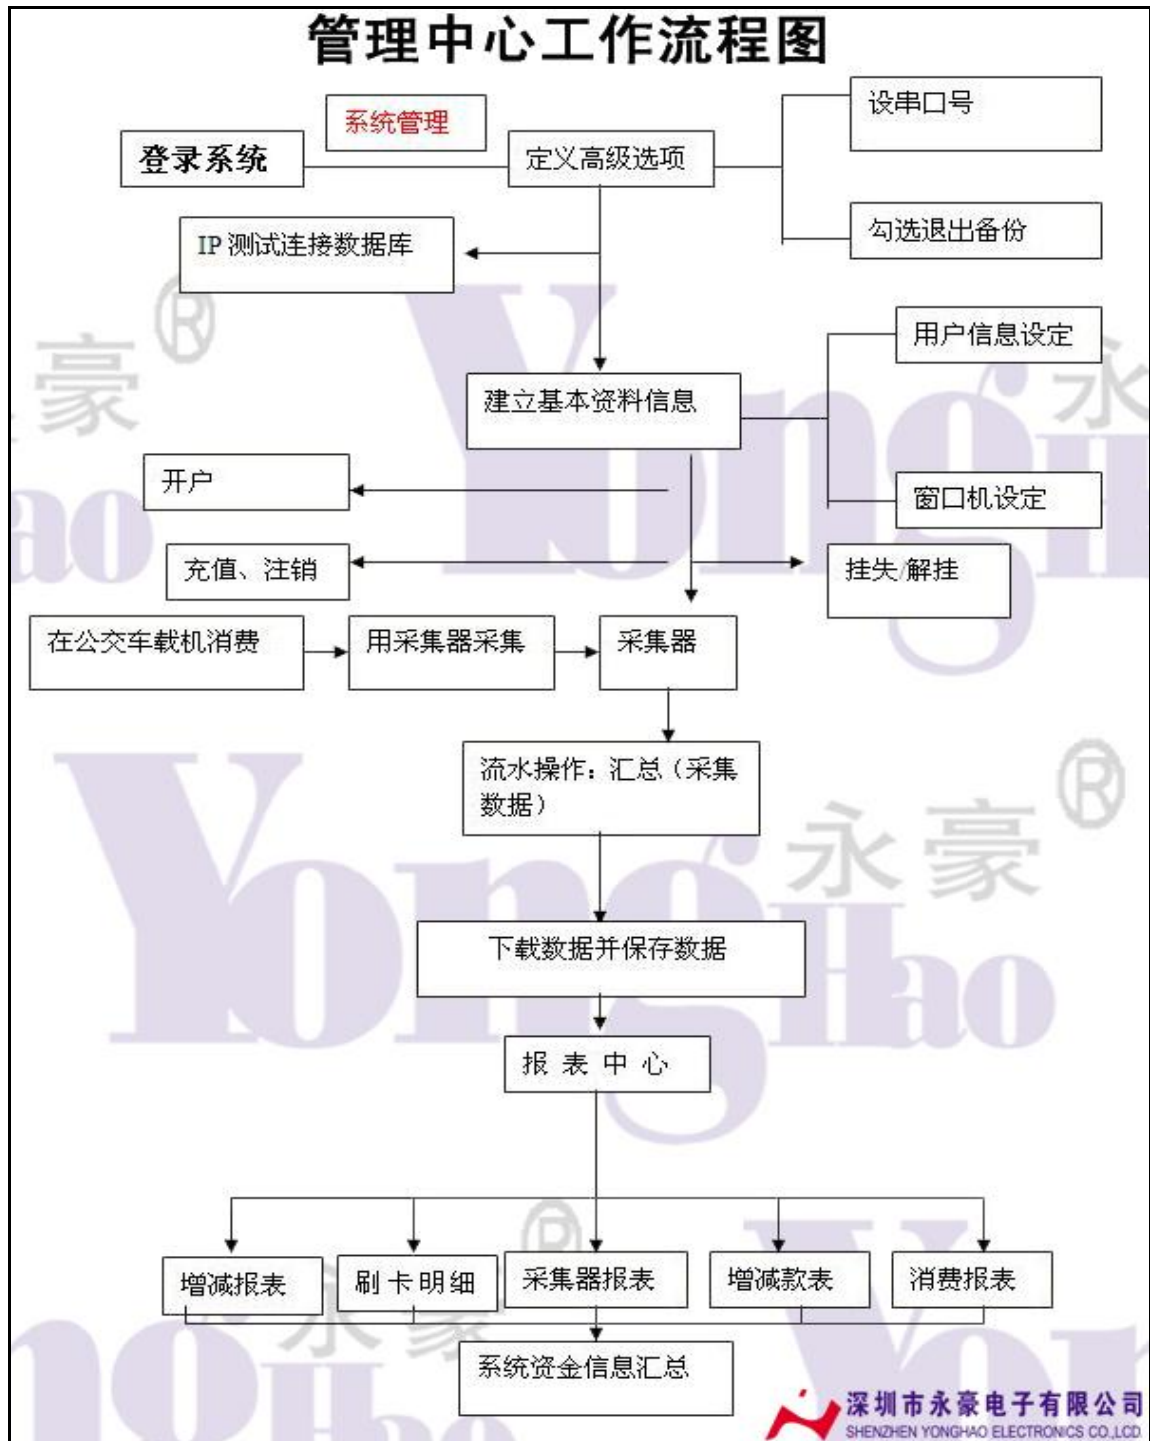 管理中心工作流程图
系统管理
设串口号
登录系统
定义高级选项
勾选退出备份
IP 测试连接数据库
用户信息设定
建立基本资料信息
开户
窗口机设定
充值、注销
挂失/解挂
在公交车载机消费
用采集器采集
采集器
流水操作：汇总（采集
数据）
下载数据并保存数据
报 表 中 心
增减报表
刷卡明细
采集器报表
增减款表
消费报表
系统资金信息汇总
永豪®
YongHao
永豪®
YongHao
永豪®
深圳市永豪电子有限公司
SHENZHEN YONGHAO ELECTRONICS CO.,LCD